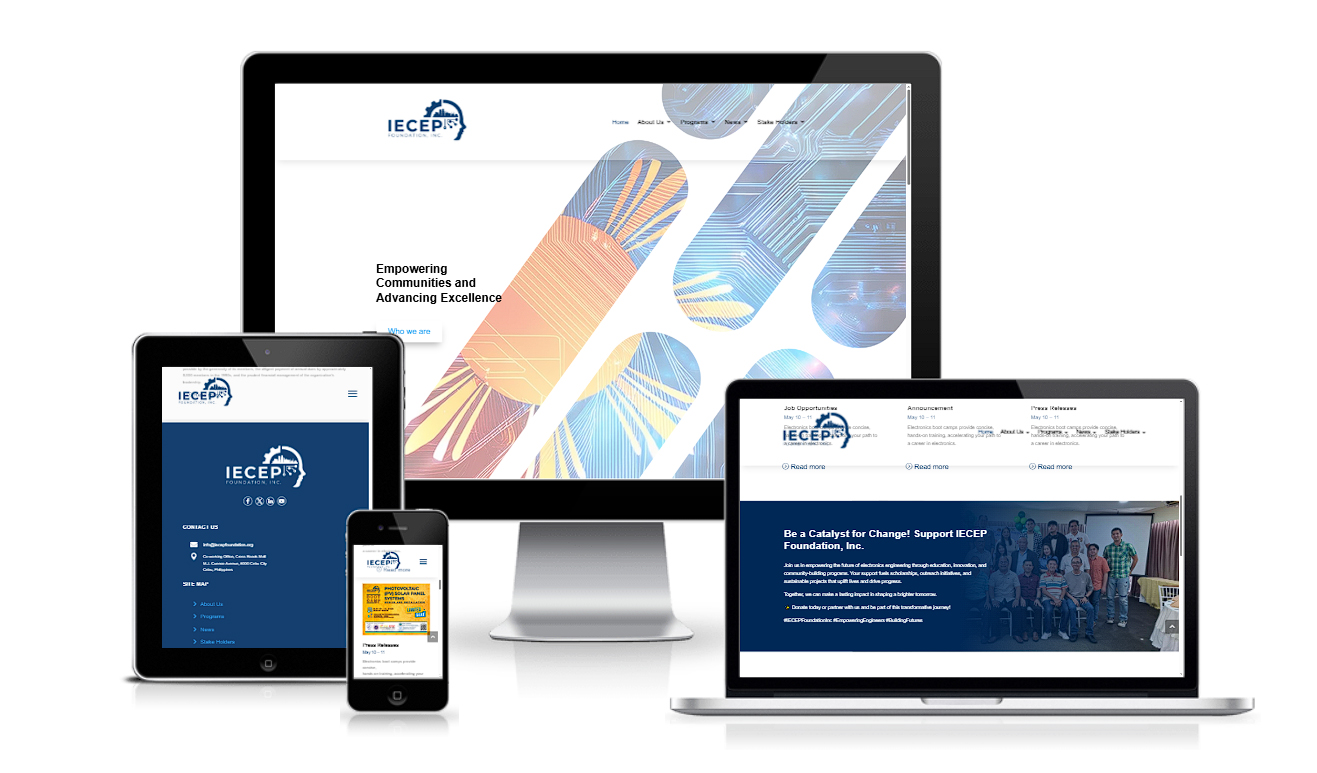 IECEP
FOUNDATION, INC.
Home About Us Programs News Stake Holders
Empowering
Communities and
Advancing Excellence
Who we are
IECEP
FOUNDATION, INC.
IECEP
FOUNDATION, INC.
CONTACT US
info@iecepfoundation.org
Cebu, Philippines
SITE MAP
About Us
Programs
News
Stake Holders
IECEP
Read more
PHOTOVOLTAIC
(PV) SOLAR PANEL
SYSTEMS
Press Releases
May 10 - 11
Electronics boot camps provide
concise,
hands-on training, accelerating your
Job Opportunities
May 10 - 11
Electronics boot camps provide concise,
hands-on training, accelerating your path to
a career in electronics.
Read more
Announcement
May 10 - 11
Electronics boot camps provide concise,
hands-on training, accelerating your path to
a career in electronics.
Read more
Press Releases
May 10 - 11
Electronics boot camps provide concise,
hands-on training, accelerating your path to
a career in electronics.
Read more
IECEP
Home About Us Programs News Stake Holders
Be a Catalyst for Change! Support IECEP
Foundation, Inc.
Join us in empowering the future of electronics engineering through education, innovation, and
community-building programs. Your support fuels scholarships, outreach initiatives, and
sustainable projects that uplift lives and drive progress.
Together, we can make a lasting impact in shaping a brighter tomorrow.
Donate today or partner with us and be part of this transformative journey!
#IECEPFoundationInc #EmpoweringEngineers #BuildingFutures